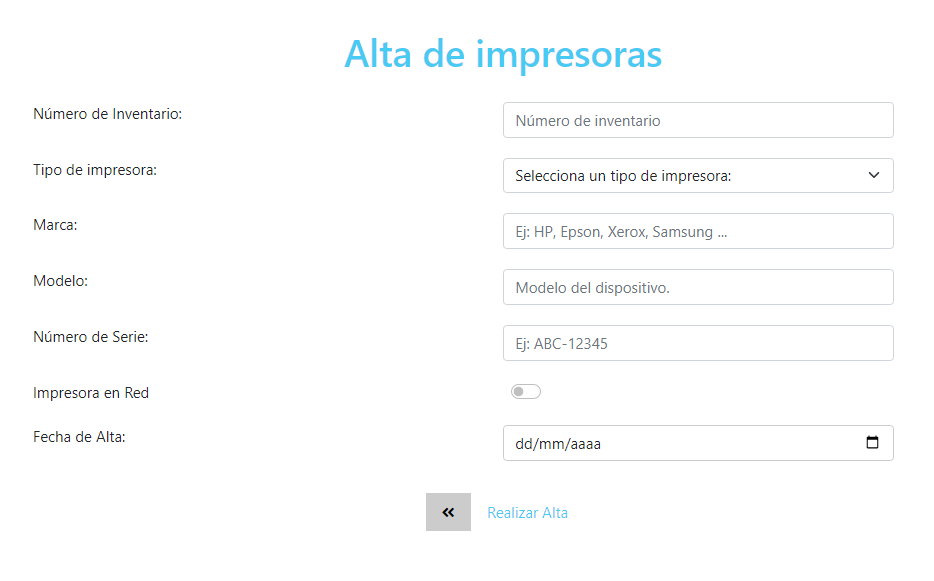 Alta de impresoras
Número de Inventario:
Número de inventario
Tipo de impresora:
Selecciona un tipo de impresora:
Marca:
Ej: HP, Epson, Xerox, Samsung ...
Modelo:
Modelo del dispositivo.
Número de Serie:
Ej: ABC-12345
Impresora en Red
Fecha de Alta:
dd/mm/aaaa
Realizar Alta